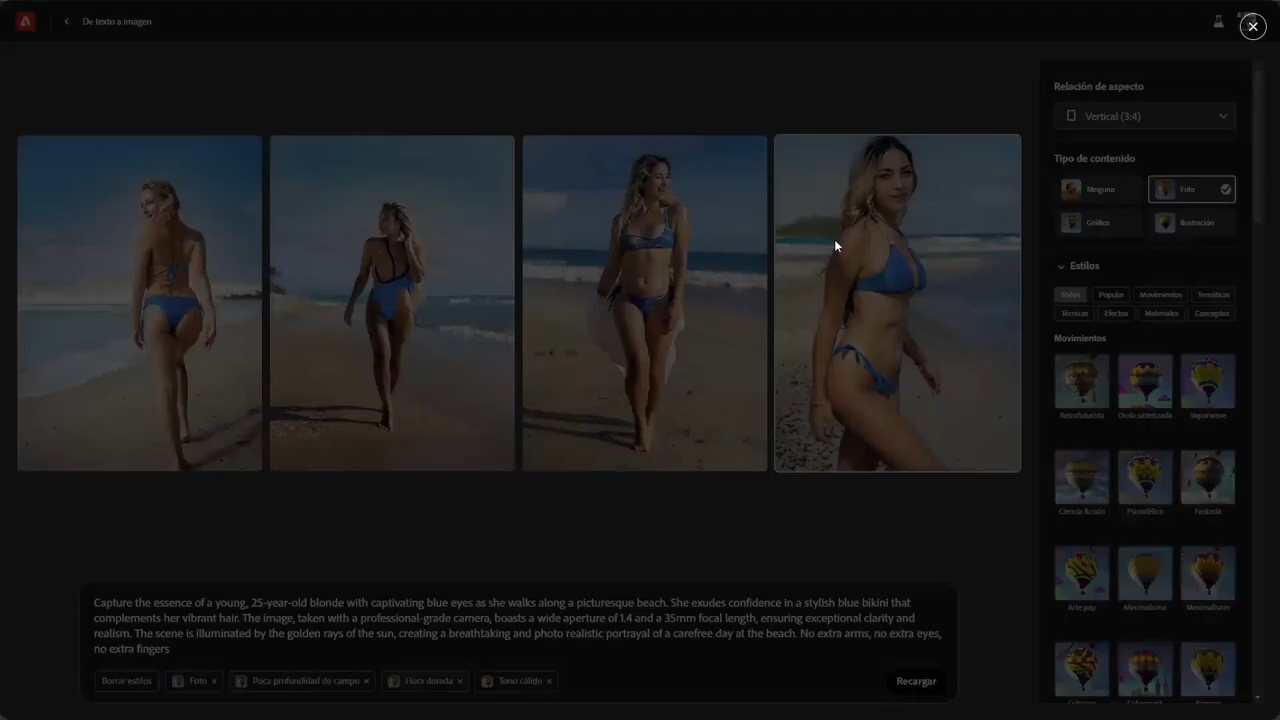 De texto a imagen
Relación de aspecto
Vertical (3:4)
Tipo de contenido
Ninguno
Foto
Gráfico
Ilustración
Estilos
Todos
Popular
Movimientos
Temáticas
Técnicas
Efectos
Materiales
Conceptos
Movimientos
Retrofuturista
Onda sintetizada
Vaporwave
Ciencia ficción
Psicodélico
Fantasía
Arte pop
Minimalismo
Maximalismo
Capture the essence of a young, 25-year-old blonde with captivating blue eyes as she walks along a picturesque beach. She exudes confidence in a stylish blue bikini that
complements her vibrant hair. The image, taken with a professional-grade camera, boasts a wide aperture of 1.4 and a 35mm focal length, ensuring exceptional clarity and
realism. The scene is illuminated by the golden rays of the sun, creating a breathtaking and photo realistic portrayal of a carefree day at the beach. No extra arms, no extra eyes,
no extra fingers
Borrar estilos
Foto ×
Poca profundidad de campo ×
Hora dorada ×
Tono cálido ×
Recargar